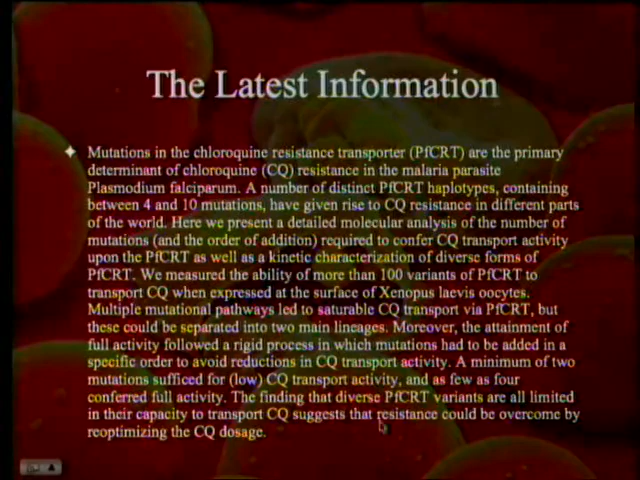 The Latest Information
Mutations in the chloroquine resistance transporter (PfCRT) are the primary
determinant of chloroquine (CQ) resistance in the malaria parasite
Plasmodium falciparum. A number of distinct PfCRT haplotypes, containing
between 4 and 10 mutations, have given rise to CQ resistance in different parts
of the world. Here we present a detailed molecular analysis of the number of
mutations (and the order of addition) required to confer CQ transport activity
upon the PfCRT as well as a kinetic characterization of diverse forms of
PfCRT. We measured the ability of more than 100 variants of PfCRT to
transport CQ when expressed at the surface of Xenopus laevis oocytes.
Multiple mutational pathways led to saturable CQ transport via PfCRT, but
these could be separated into two main lineages. Moreover, the attainment of
full activity followed a rigid process in which mutations had to be added in a
specific order to avoid reductions in CQ transport activity. A minimum of two
mutations sufficed for (low) CQ transport activity, and as few as four
conferred full activity. The finding that diverse PfCRT variants are all limited
in their capacity to transport CQ suggests that resistance could be overcome by
reoptimizing the CQ dosage.